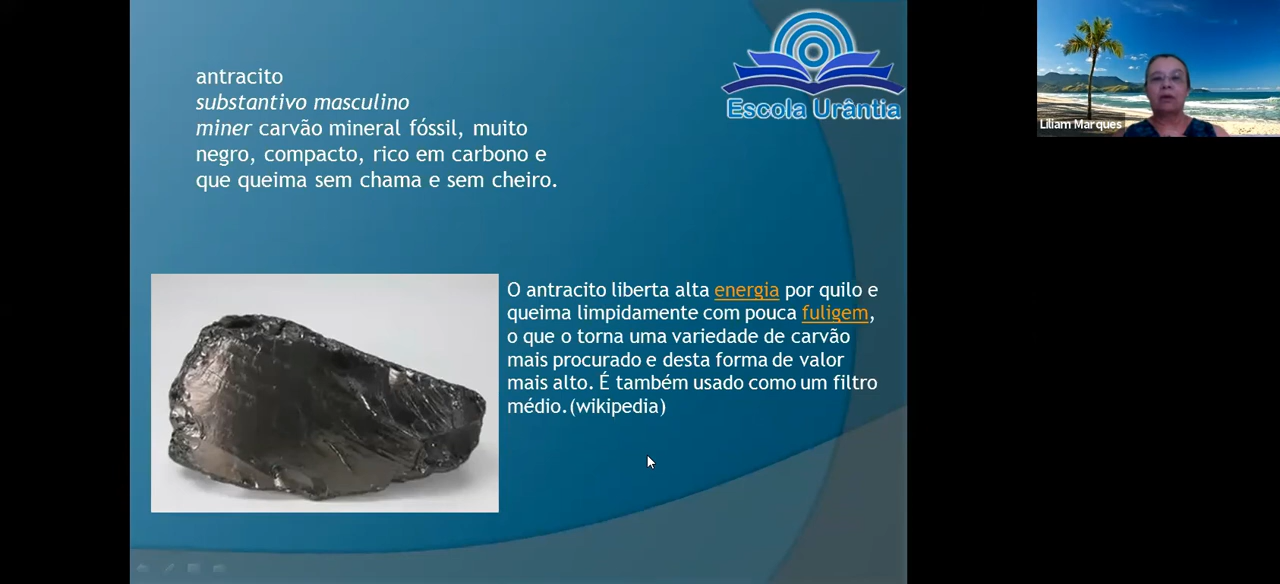 antracito
substantivo masculino
miner carvão mineral fóssil, muito
negro, compacto, rico em carbono e
que queima sem chama e sem cheiro.
Escola Urântia
Liliam Marques
O antracito liberta alta energia por quilo e
queima limpidamente com pouca fuligem,
o que o torna uma variedade de carvão
mais procurado e desta forma de valor
mais alto. É também usado como um filtro
médio.(wikipedia)